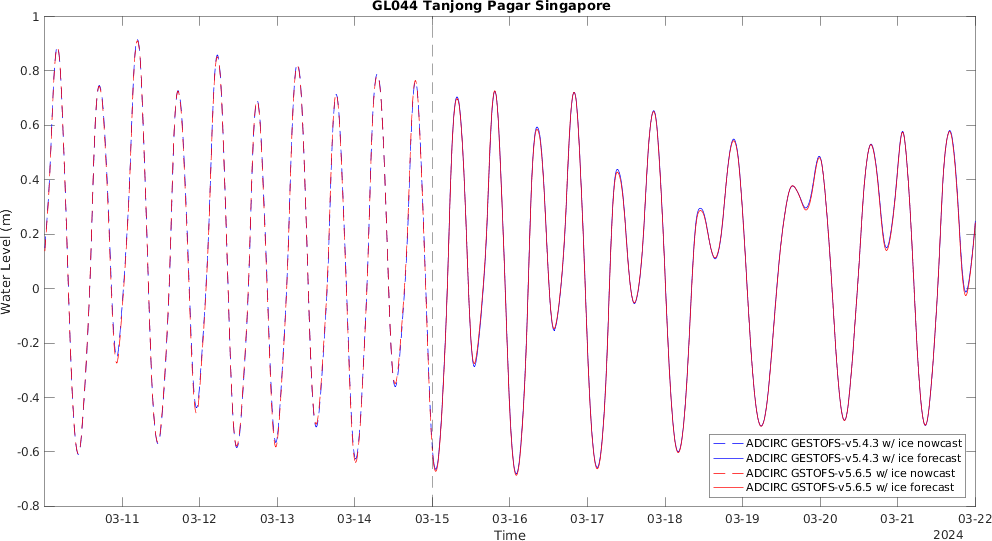 GL044 Tanjong Pagar Singapore
1
0.8
0.6
0.4
0.2
0
-0.2
-0.4
-0.6
-0.8
Water Level (m)
ADCIRC GESTOFS-v5.4.3 w/ ice nowcast
ADCIRC GESTOFS-v5.4.3 w/ ice forecast
ADCIRC GSTOFS-v5.6.5 w/ ice nowcast
ADCIRC GSTOFS-v5.6.5 w/ ice forecast
03-11 03-12 03-13 03-14 03-15 03-16 03-17 03-18 03-19 03-20 03-21 03-22
Time
2024